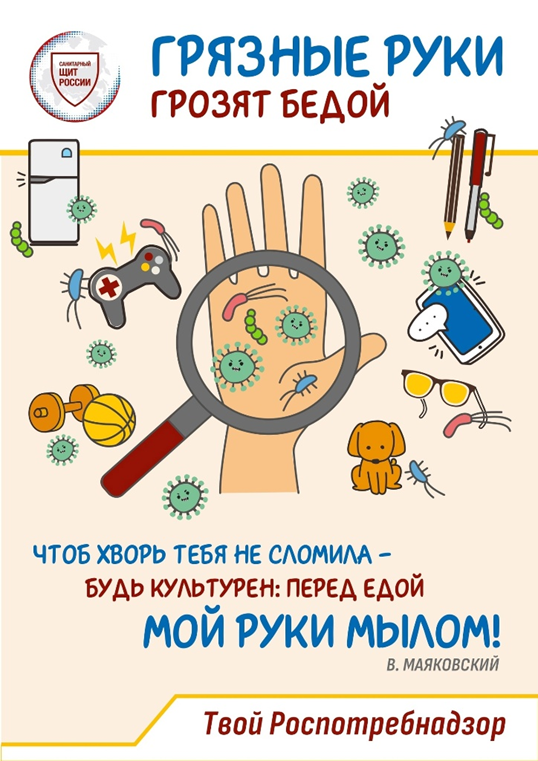 САНИТАРНЫЙ
ЩИТ
РОССИИ
ГРЯЗНЫЕ РУКИ
ГРОЗЯТ БЕДОЙ
ЧТОБ ХВОРЬ ТЕБЯ НЕ СЛОМИЛА –
БУДЬ КУЛЬТУРЕН: ПЕРЕД ЕДОЙ
МОЙ РУКИ МЫЛОМ!
В. МАЯКОВСКИЙ
Твой Роспотребнадзор